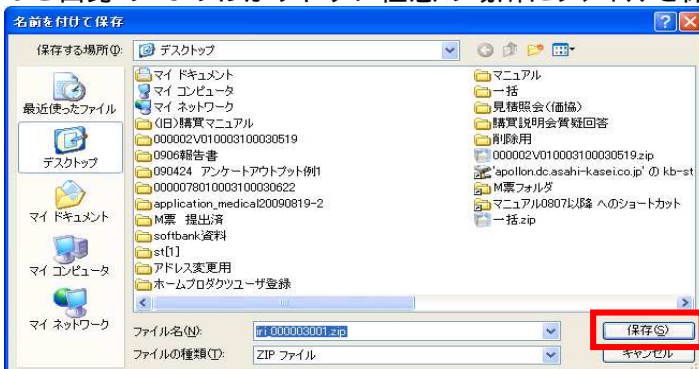 名前を付けて保存
保存する場所(I):
デスクトップ
最近使ったファイル
デスクトップ
マイ ドキュメント
マイ コンピュータ
マイ ネットワーク
マイ ドキュメント
マイ コンピュータ
マイ ネットワーク
(旧)購買マニュアル
000002V010003100030519
0906報告書
090424 アンケートアウトプット例1
0000078010003100030622
application_medical20090819-2
M票 提出済
softbank資料
st[1]
アドレス変更用
ホームプロダクツユーザ登録
マニュアル
一括
見積照会(価協)
購買説明会質疑回答
削除用
000002V010003100030519.zip
'apollon.dc.asahi-kasei.co.jp' の kb-st
M票フォルダ
マニュアル0807以降 へのショートカット
一括.zip
ファイル名(N):
iri_000003001.zip
保存(S)
ファイルの種類(T):
ZIP ファイル
キャンセル